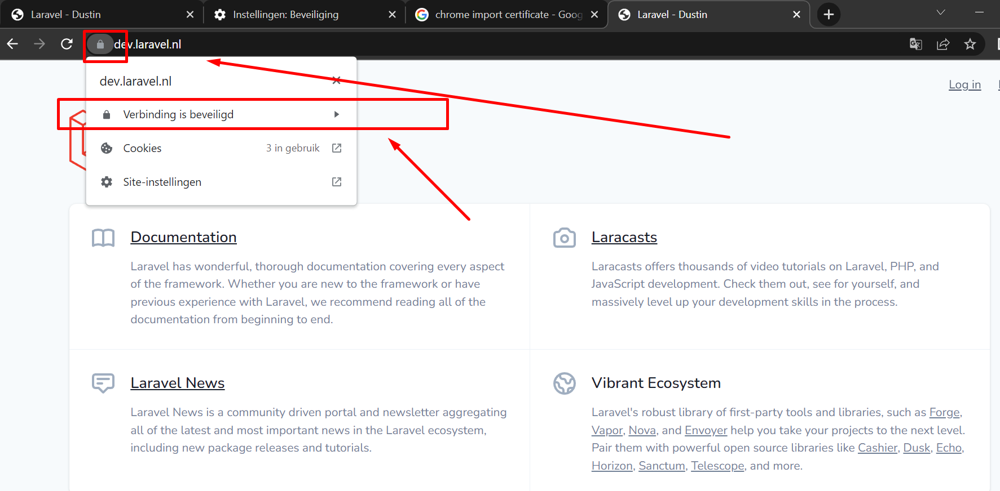 Laravel - Dustin
Instellingen: Beveiliging
chrome import certificate - Goog
Laravel - Dustin
dev.laravel.nl
dev.laravel.nl
Log in
Verbinding is beveiligd
Cookies 3 in gebruik
Site-instellingen
Documentation
Laravel has wonderful, thorough documentation covering every aspect
of the framework. Whether you are new to the framework or have
previous experience with Laravel, we recommend reading all of the
documentation from beginning to end.
Laracasts
Laracasts offers thousands of video tutorials on Laravel, PHP, and
JavaScript development. Check them out, see for yourself, and
massively level up your development skills in the process.
Laravel News
Laravel News is a community driven portal and newsletter aggregating
all of the latest and most important news in the Laravel ecosystem,
including new package releases and tutorials.
Vibrant Ecosystem
Laravel's robust library of first-party tools and libraries, such as Forge,
Vapor, Nova, and Envoyer help you take your projects to the next level.
Pair them with powerful open source libraries like Cashier, Dusk, Echo,
Horizon, Sanctum, Telescope, and more.